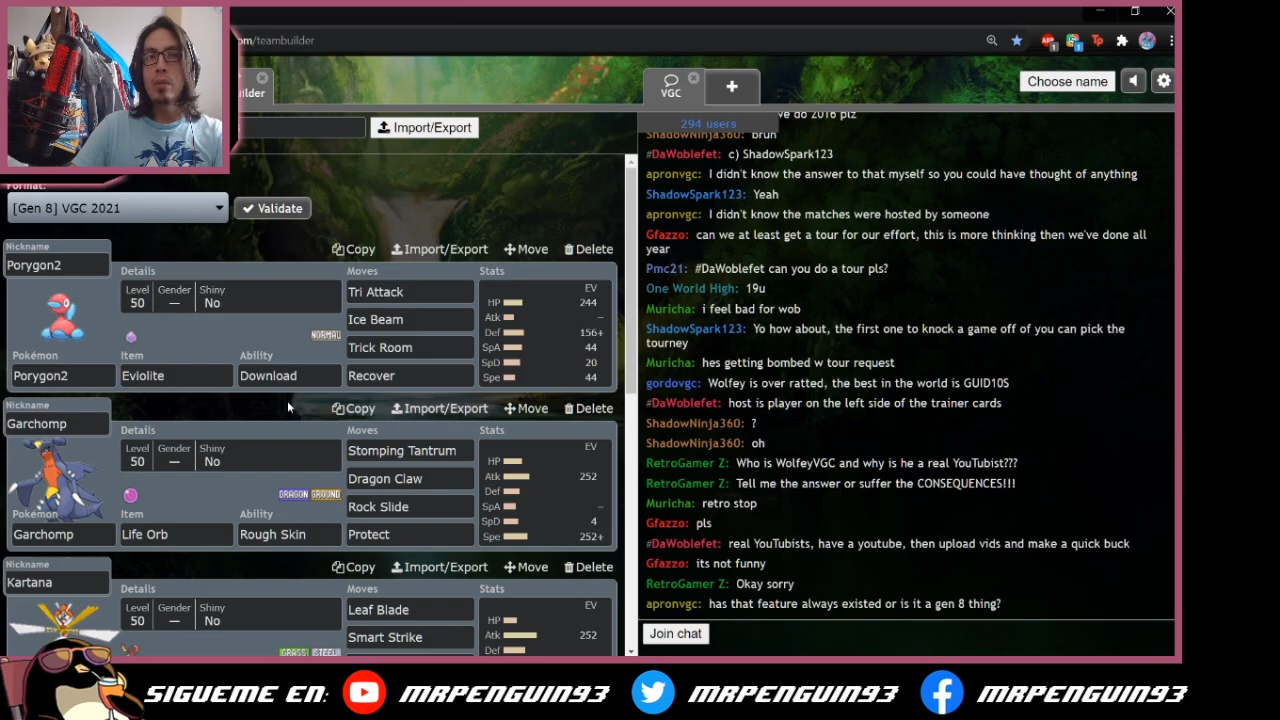 om/teambuilder
ilder
VGC
Choose name
294 users
Import/Export
Format:
[Gen 8] VGC 2021
Validate
Copy Import/Export Move Delete
Nickname
Porygon2
Details
Level Gender Shiny
50 — No
NORMAL
Pokémon Item Ability
Porygon2 Eviolite Download
Moves
Tri Attack
Ice Beam
Trick Room
Recover
Stats
EV
HP 244
Atk –
Def 156+
SpA 44
SpD 20
Spe 44
Copy Import/Export Move Delete
Nickname
Garchomp
Details
Level Gender Shiny
50 — No
DRAGON GROUND
Pokémon Item Ability
Garchomp Life Orb Rough Skin
Moves
Stomping Tantrum
Dragon Claw
Rock Slide
Protect
Stats
EV
HP
Atk 252
Def
SpA –
SpD 4
Spe 252+
Copy Import/Export Move Delete
Nickname
Kartana
Details
Level Gender Shiny
50 — No
GRASS STEEL
Moves
Leaf Blade
Smart Strike
Stats
EV
HP
Atk 252
Def
ve do 2016 plz
ShadowNinja360: bruh
#DaWoblefet: c) ShadowSpark123
apronvgc: I didn't know the answer to that myself so you could have thought of anything
ShadowSpark123: Yeah
apronvgc: I didn't know the matches were hosted by someone
Gfazzo: can we at least get a tour for our effort, this is more thinking then we've done all
year
Pmc21: #DaWoblefet can you do a tour pls?
One World High: 19u
Muricha: i feel bad for wob
ShadowSpark123: Yo how about, the first one to knock a game off of you can pick the
tourney
Muricha: hes getting bombed w tour request
gordovgc: Wolfey is over ratted, the best in the world is GUID10S
#DaWoblefet: host is player on the left side of the trainer cards
ShadowNinja360: ?
ShadowNinja360: oh
RetroGamer Z: Who is WolfeyVGC and why is he a real YouTubist???
RetroGamer Z: Tell me the answer or suffer the CONSEQUENCES!!!
Muricha: retro stop
Gfazzo: pls
#DaWoblefet: real YouTubists, have a youtube, then upload vids and make a quick buck
Gfazzo: its not funny
RetroGamer Z: Okay sorry
apronvgc: has that feature always existed or is it a gen 8 thing?
Join chat
SIGUEME EN: MRPENGUIN93 MRPENGUIN93 MRPENGUIN93